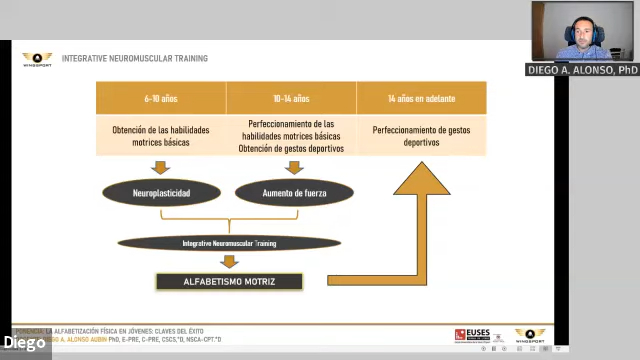 DIEGO A. ALONSO, PhD
WINGSPORT
INTEGRATIVE NEUROMUSCULAR TRAINING
6-10 años
10-14 años
14 años en adelante
Obtención de las habilidades
motrices básicas
Perfeccionamiento de las
habilidades motrices básicas
Obtención de gestos deportivos
Perfeccionamiento de gestos
deportivos
Neuroplasticidad
Aumento de fuerza
Integrative Neuromuscular Training
ALFABETISMO MOTRIZ
PONENCIA: LA ALFABETIZACIÓN FÍSICA EN JÓVENES: CLAVES DEL ÉXITO
A. ALONSO AUBIN PhD, E-PRE, C-PRE, CSCS,*D, NSCA-CPT,*D
Diego
EUSES
WINGSPORT